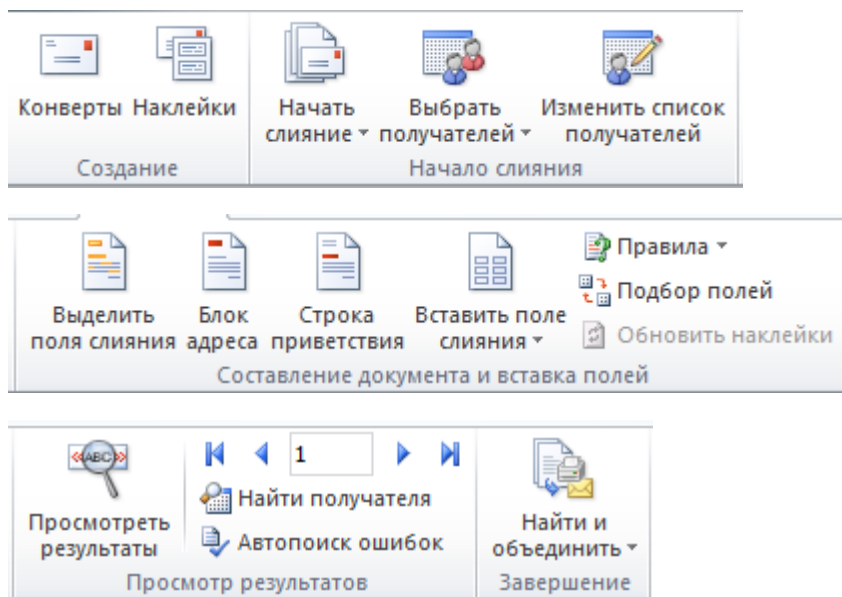 Конверты Наклейки
Начать слияние
Выбрать получателей
Изменить список получателей
Создание
Начало слияния
Выделить поля слияния
Блок адреса
Строка приветствия
Вставить поле слияния
Правила
Подбор полей
Обновить наклейки
Составление документа и вставка полей
«ABC»
Просмотреть результаты
1
Найти получателя
Автопоиск ошибок
Найти и объединить
Просмотр результатов
Завершение